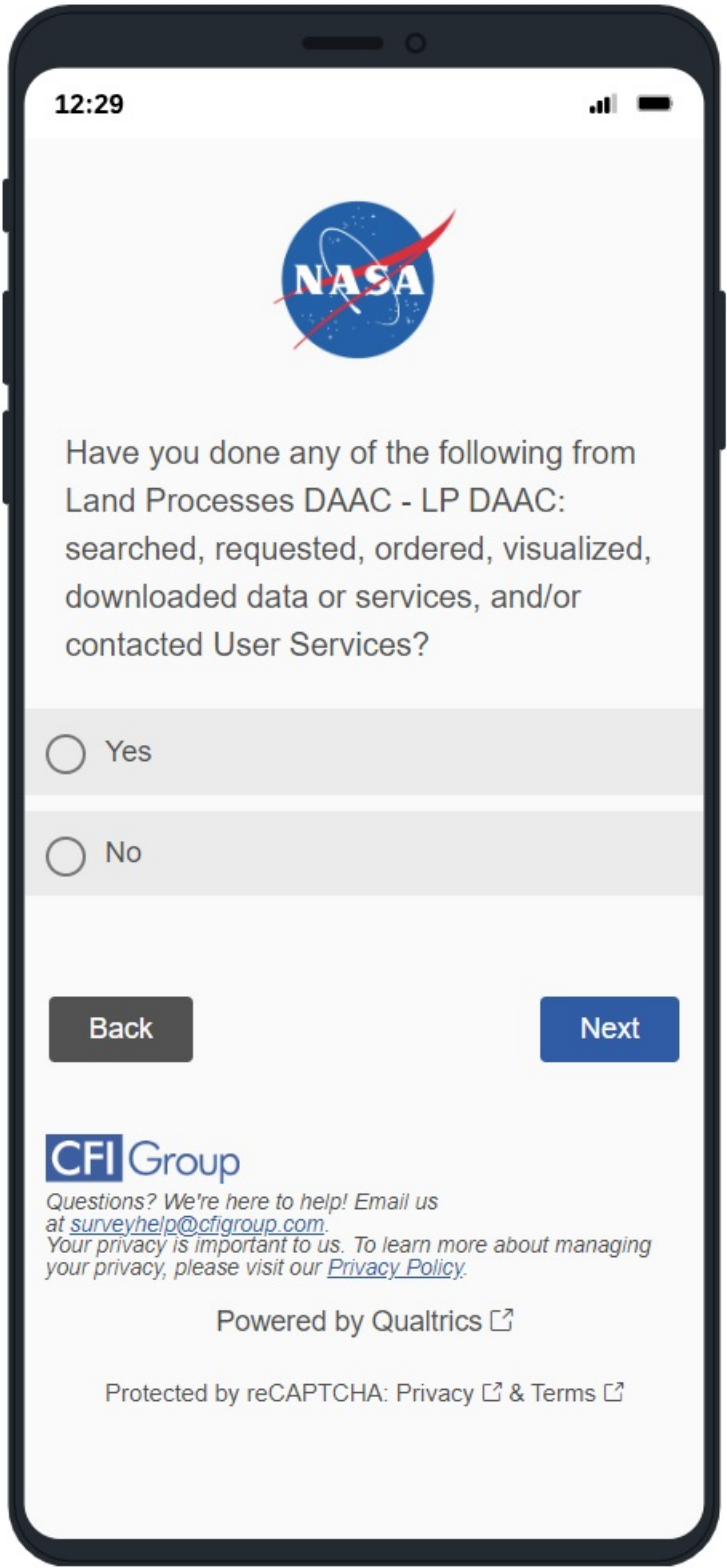 12:29
NASA
Have you done any of the following from
Land Processes DAAC - LP DAAC:
searched, requested, ordered, visualized,
downloaded data or services, and/or
contacted User Services?
Yes
No
Back
Next
CFI Group
Questions? We're here to help! Email us
at surveyhelp@cfigroup.com.
Your privacy is important to us. To learn more about managing
your privacy, please visit our Privacy Policy.
Powered by Qualtrics
Protected by reCAPTCHA: Privacy & Terms